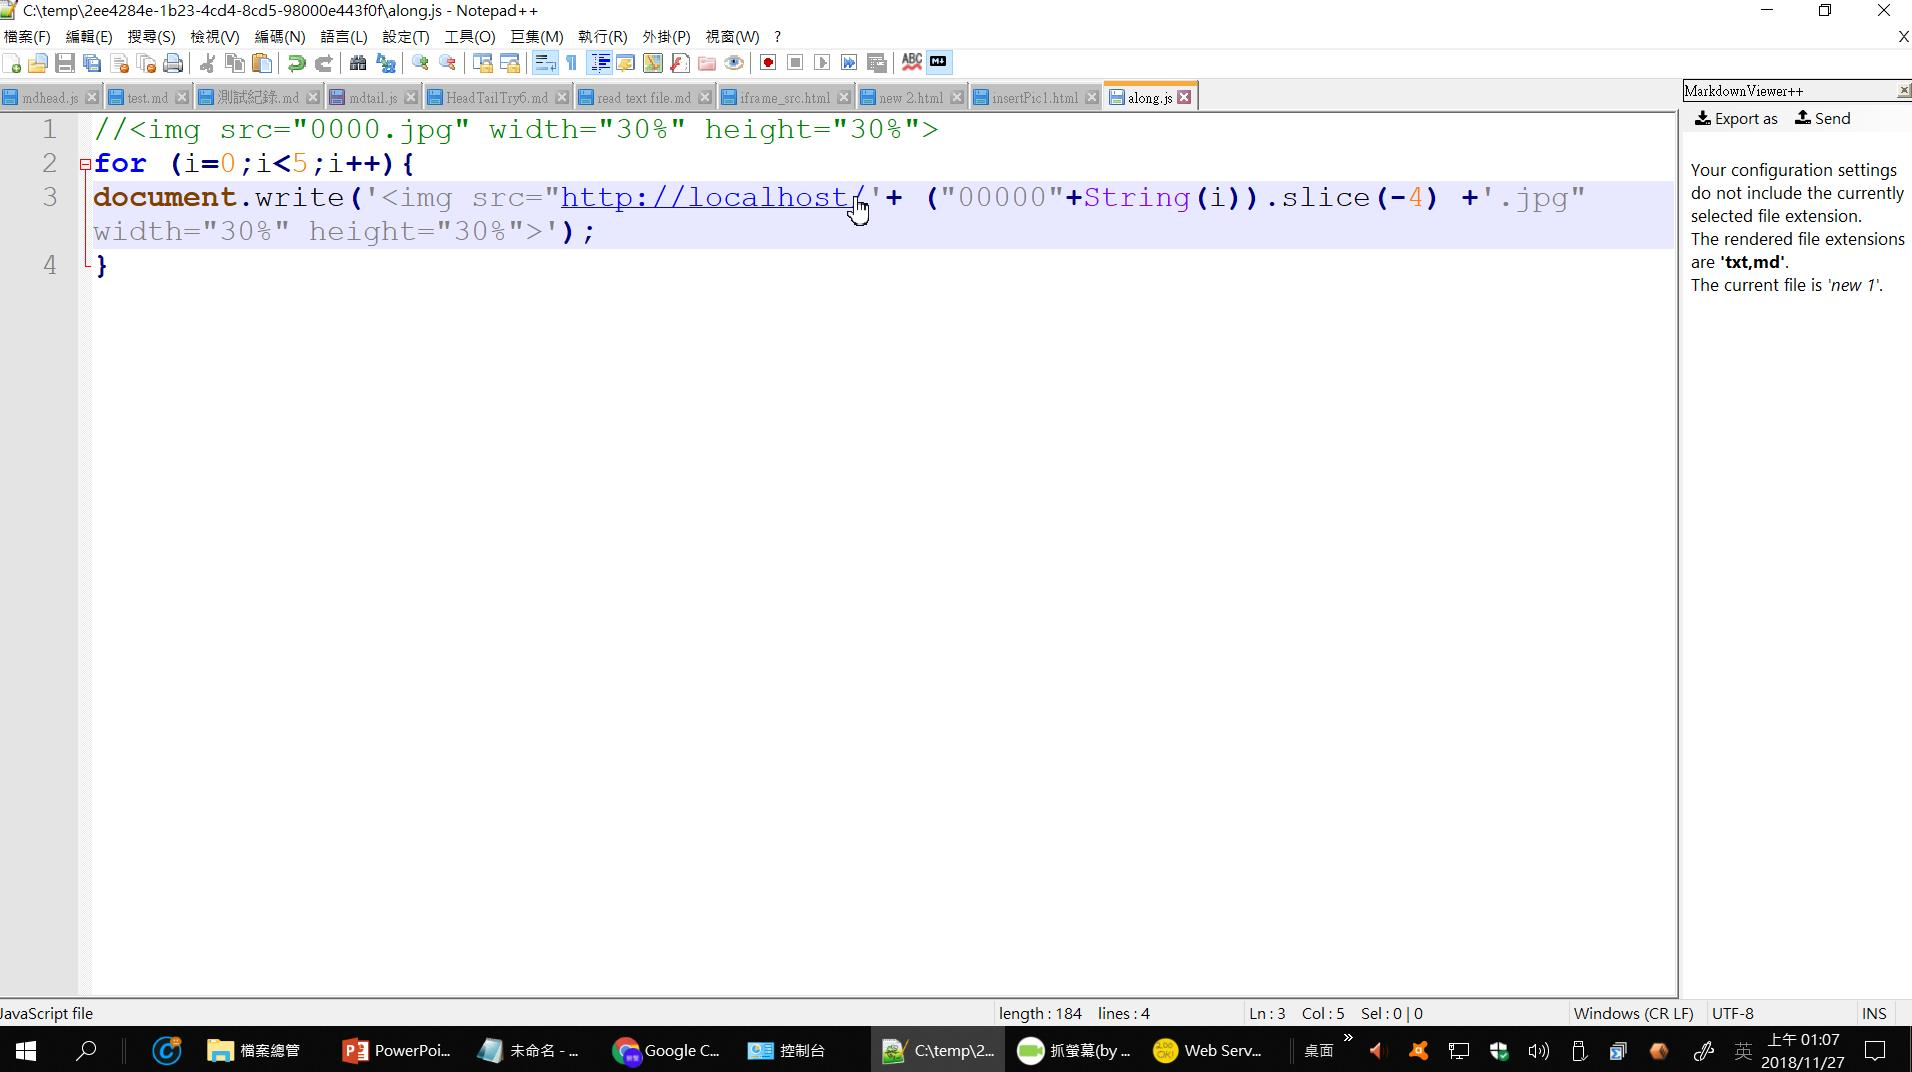 C:\temp\2ee4284e-1b23-4cd4-8cd5-98000e443f0f\along.js - Notepad++
檔案(F) 編輯(E) 搜尋(S) 檢視(V) 編碼(N) 語言(L) 設定(T) 工具(O) 巨集(M) 執行(R) 外掛(P) 視窗(W) ? X
ABC M↓
mdhead.js test.md 測試紀錄.md mdtail.js HeadTailTry6.md read text file.md iframe_src.html new 2.html insertPic1.html along.js
MarkdownViewer++
Export as Send
1 //<img src="0000.jpg" width="30%" height="30%">
2 for (i=0;i<5;i++){
3 document.write('<img src="http://localhost/'+ ("00000"+String(i)).slice(-4) +'.jpg"
width="30%" height="30%">');
4 }
Your configuration settings
do not include the currently
selected file extension.
The rendered file extensions
are 'txt,md'.
The current file is 'new 1'.
JavaScript file length : 184 lines : 4 Ln : 3 Col : 5 Sel : 0 | 0 Windows (CR LF) UTF-8 INS
檔案總管 PowerPoi... 未命名 - ... Google C... 控制台 C:\temp\2... 抓螢幕(by ... Web Serv... 桌面 » 英 上午 01:07
2018/11/27